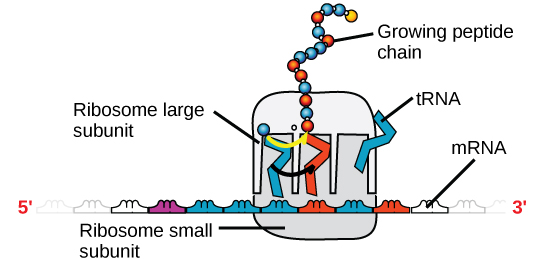 Growing peptide
chain
tRNA
Ribosome large
subunit
mRNA
5'
3'
Ribosome small
subunit